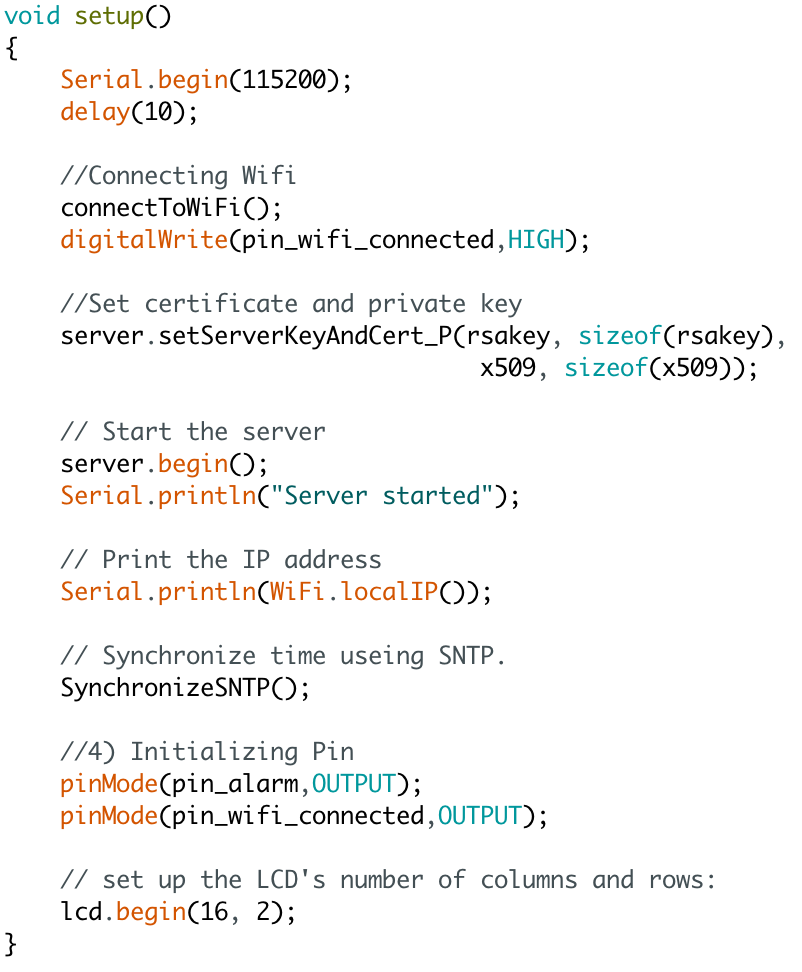 void setup()
{
    Serial.begin(115200);
    delay(10);

    //Connecting Wifi
    connectToWiFi();
    digitalWrite(pin_wifi_connected,HIGH);

    //Set certificate and private key
    server.setServerKeyAndCert_P(rsakey, sizeof(rsakey),
                                  x509, sizeof(x509));

    // Start the server
    server.begin();
    Serial.println("Server started");

    // Print the IP address
    Serial.println(WiFi.localIP());

    // Synchronize time useing SNTP.
    SynchronizeSNTP();

    //4) Initializing Pin
    pinMode(pin_alarm,OUTPUT);
    pinMode(pin_wifi_connected,OUTPUT);

    // set up the LCD's number of columns and rows:
    lcd.begin(16, 2);
}